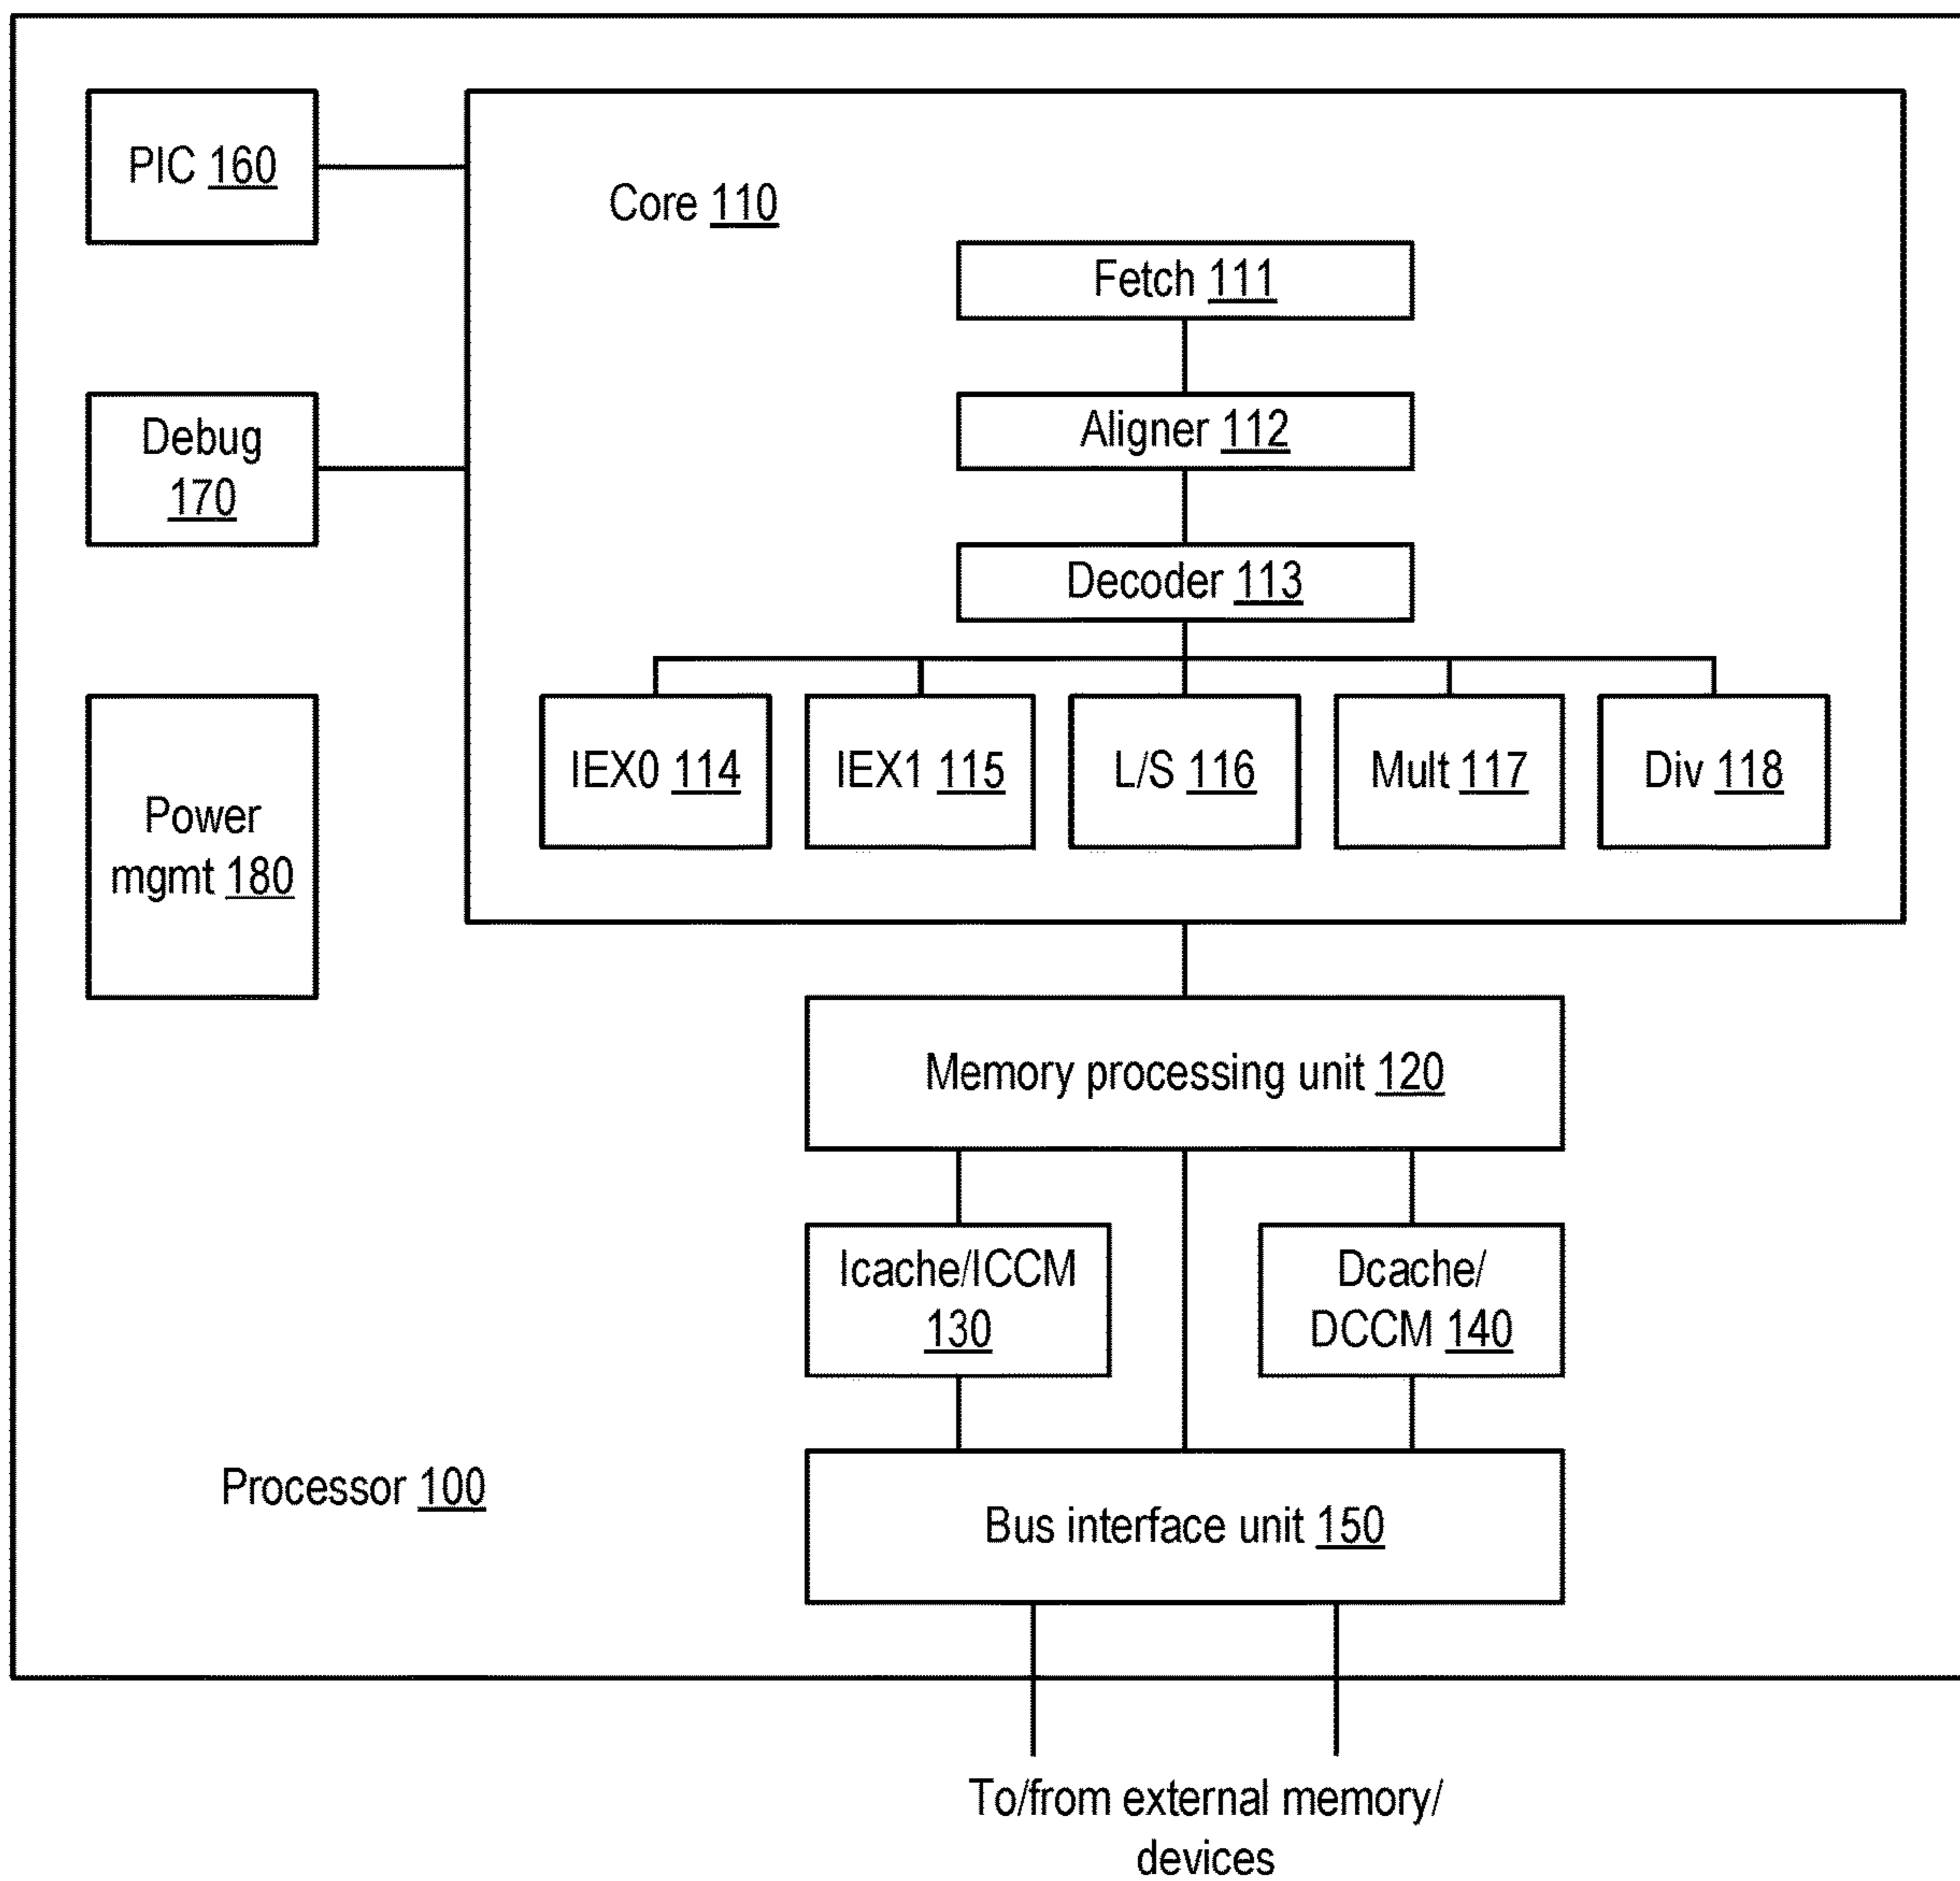 PIC 160
Core 110
Fetch 111
Debug
170
Aligner 112
Decoder 113
IEX0 114
IEX1 115
L/S 116
Mult 117
Div 118
Power
mgmt 180
Memory processing unit 120
Icache/ICCM
130
Dcache/
DCCM 140
Processor 100
Bus interface unit 150
To/from external memory/
devices